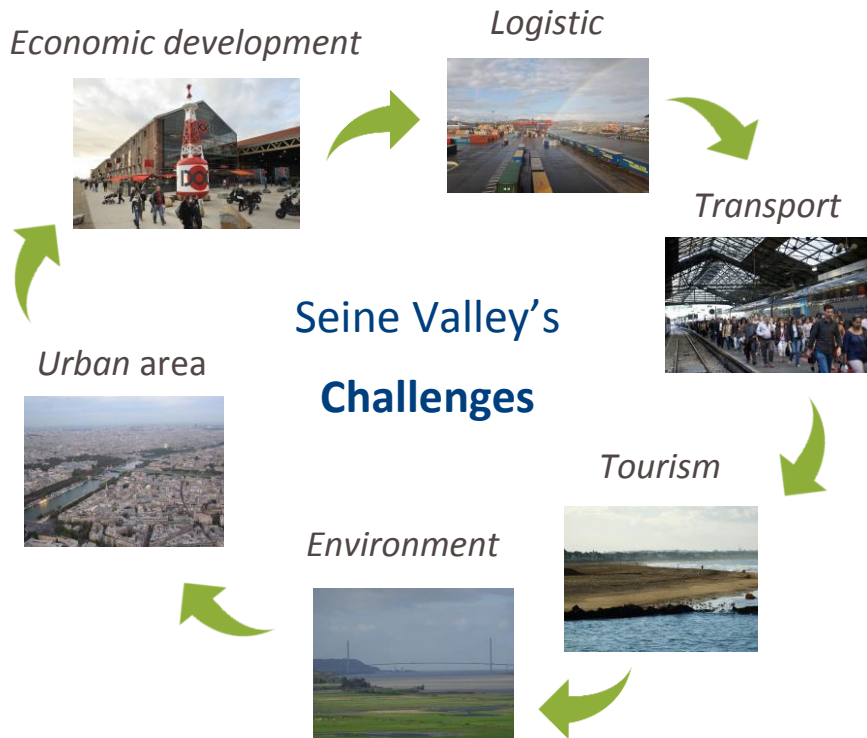 Economic development
Logistic
Transport
Seine Valley's
Challenges
Urban area
Tourism
Environment